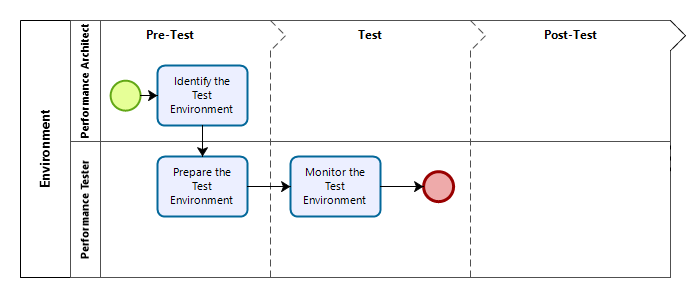 Pre-Test
Test
Post-Test
Environment
Performance Architect
Identify the
Test
Environment
Performance Tester
Prepare the
Test
Environment
Monitor the
Test
Environment